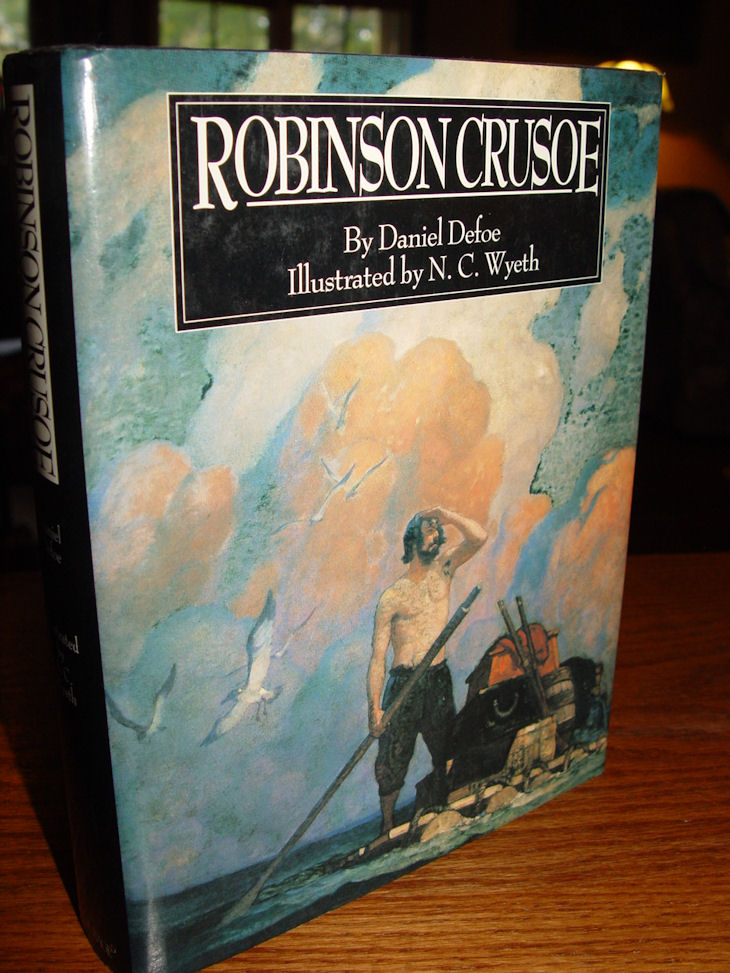 ROBINSON CRUSOE
By Daniel Defoe
Illustrated by N. C. Wyeth
ROBINSON CRUSOE